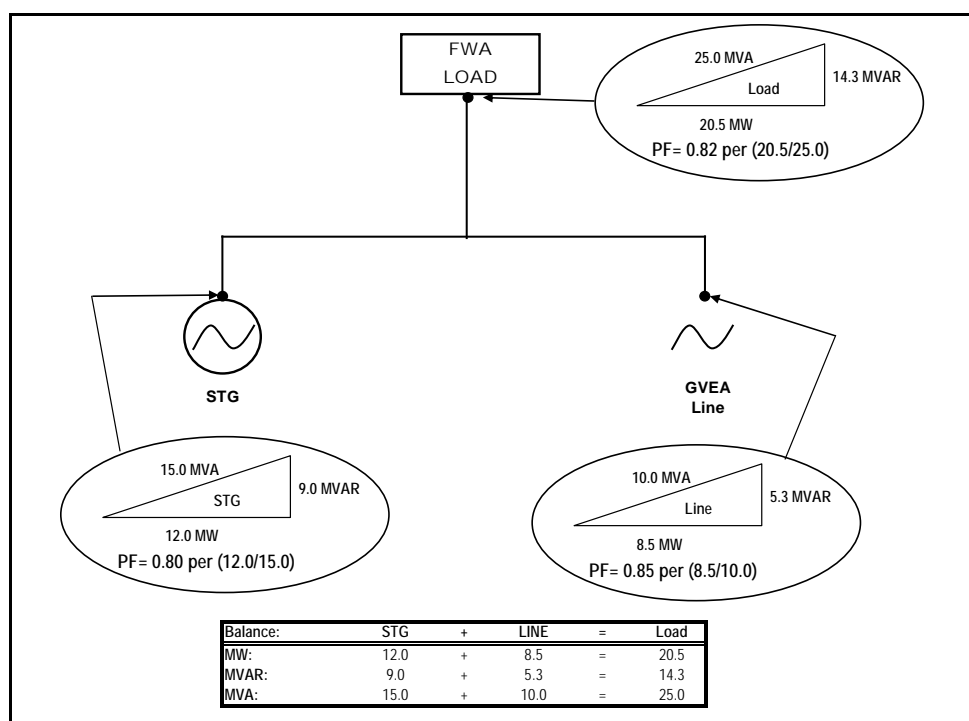 FWA
LOAD
25.0 MVA
14.3 MVAR
Load
20.5 MW
PF= 0.82 per (20.5/25.0)
STG
GVEA
Line
15.0 MVA
9.0 MVAR
STG
12.0 MW
PF= 0.80 per (12.0/15.0)
10.0 MVA
5.3 MVAR
Line
8.5 MW
PF= 0.85 per (8.5/10.0)
Balance: STG + LINE = Load
MW: 12.0 + 8.5 = 20.5
MVAR: 9.0 + 5.3 = 14.3
MVA: 15.0 + 10.0 = 25.0